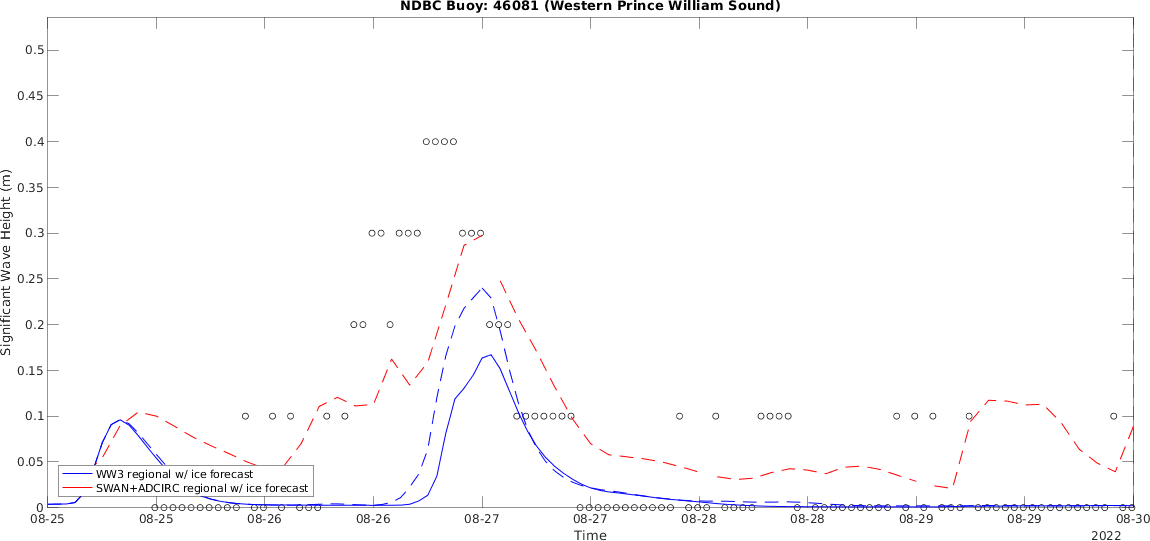 NDBC Buoy: 46081 (Western Prince William Sound)
Significant Wave Height (m)
0.5
0.45
0.4
0.35
0.3
0.25
0.2
0.15
0.1
0.05
0
WW3 regional w/ ice forecast
SWAN+ADCIRC regional w/ ice forecast
08-25 08-25 08-26 08-26 08-27 08-27 08-28 08-28 08-29 08-29 08-30
Time
2022